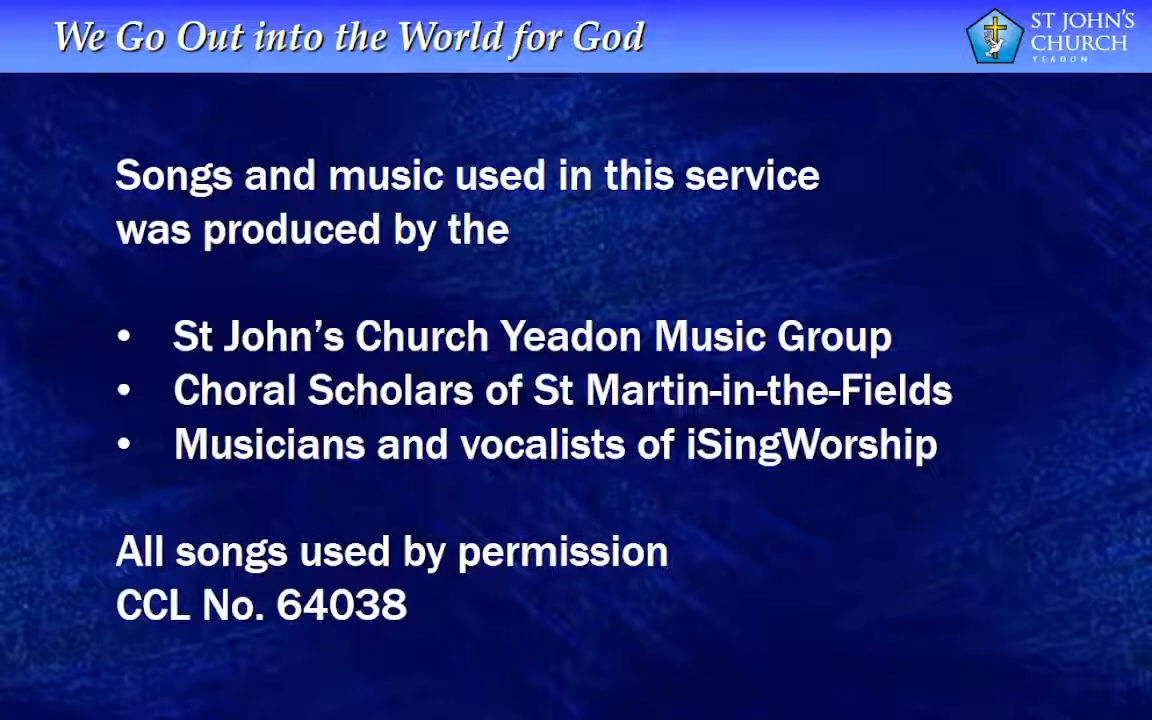 We Go Out into the World for God
ST JOHN'S
CHURCH
YEADON
Songs and music used in this service
was produced by the
• St John's Church Yeadon Music Group
• Choral Scholars of St Martin-in-the-Fields
• Musicians and vocalists of iSingWorship
All songs used by permission
CCL No. 64038